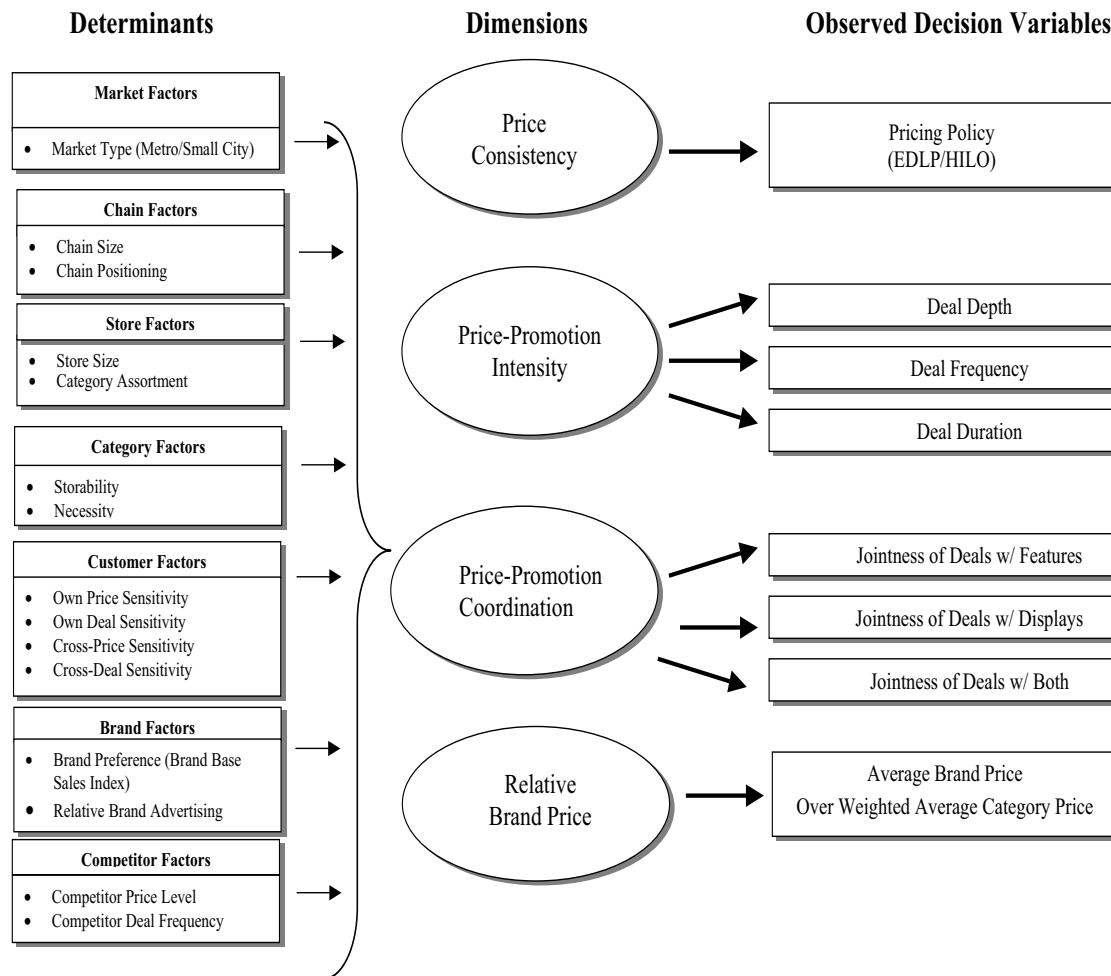 Determinants
Dimensions
Observed Decision Variables
Market Factors
• Market Type (Metro/Small City)
Chain Factors
• Chain Size
• Chain Positioning
Store Factors
• Store Size
• Category Assortment
Category Factors
• Storability
• Necessity
Customer Factors
• Own Price Sensitivity
• Own Deal Sensitivity
• Cross-Price Sensitivity
• Cross-Deal Sensitivity
Brand Factors
• Brand Preference (Brand Base
Sales Index)
• Relative Brand Advertising
Competitor Factors
• Competitor Price Level
• Competitor Deal Frequency
Price
Consistency
Price-Promotion
Intensity
Price-Promotion
Coordination
Relative
Brand Price
Pricing Policy
(EDLP/HILO)
Deal Depth
Deal Frequency
Deal Duration
Jointness of Deals w/ Features
Jointness of Deals w/ Displays
Jointness of Deals w/ Both
Average Brand Price
Over Weighted Average Category Price